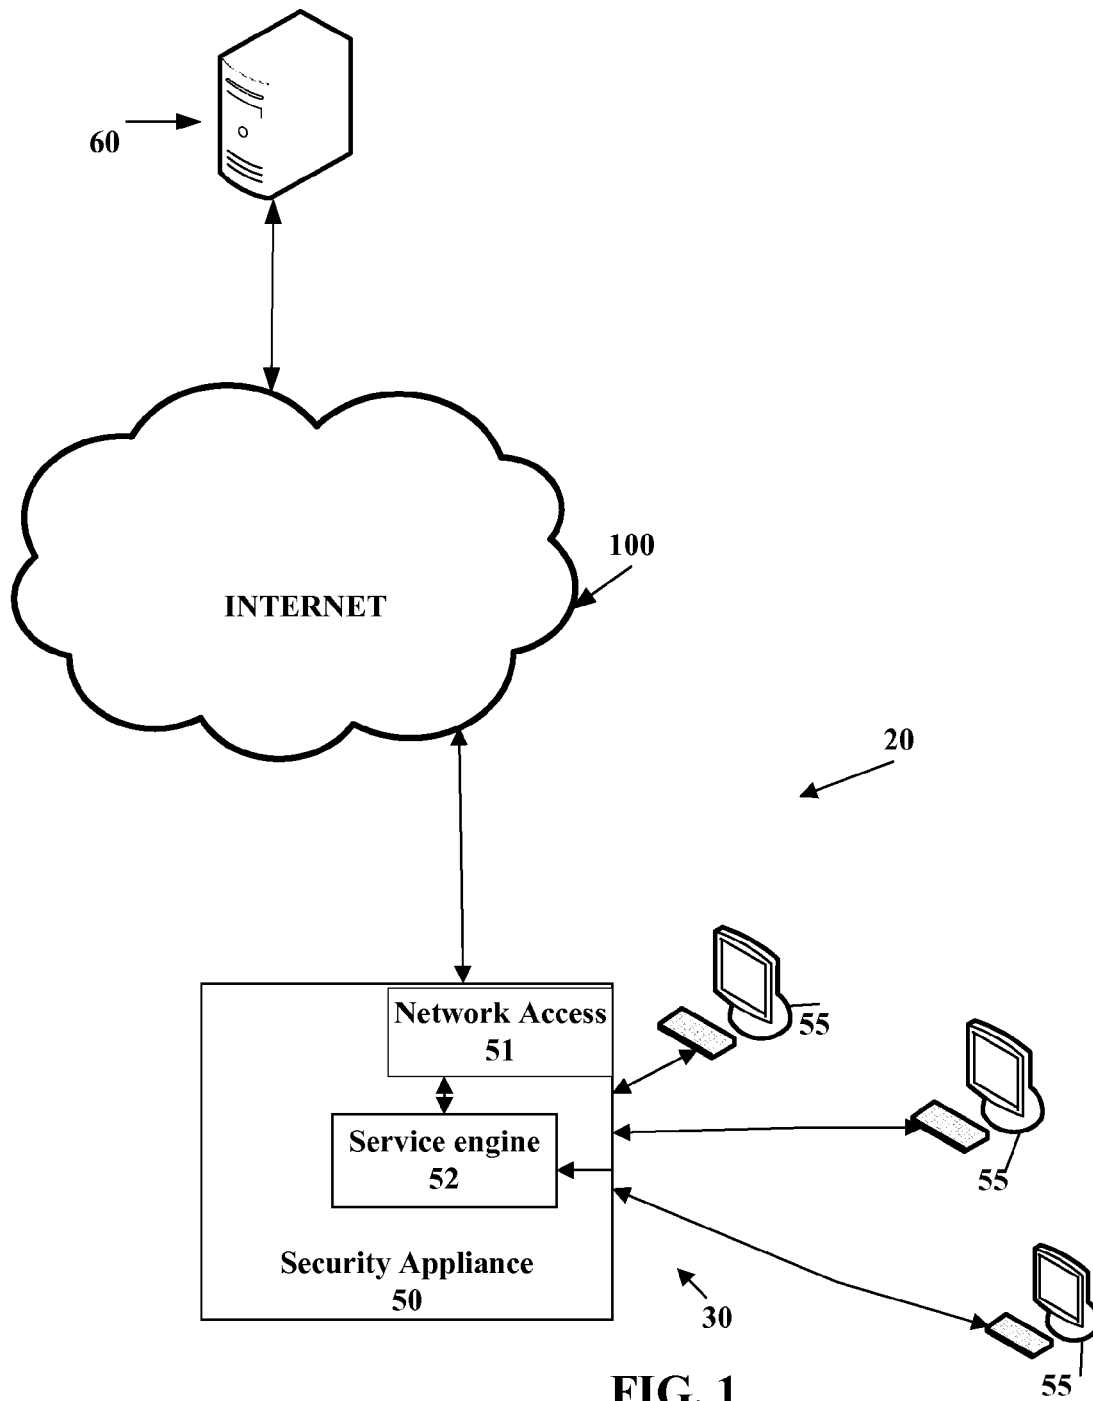 60
100
INTERNET
20
Network Access
51
55
Service engine
52
55
Security Appliance
50
30
55
FIG. 1